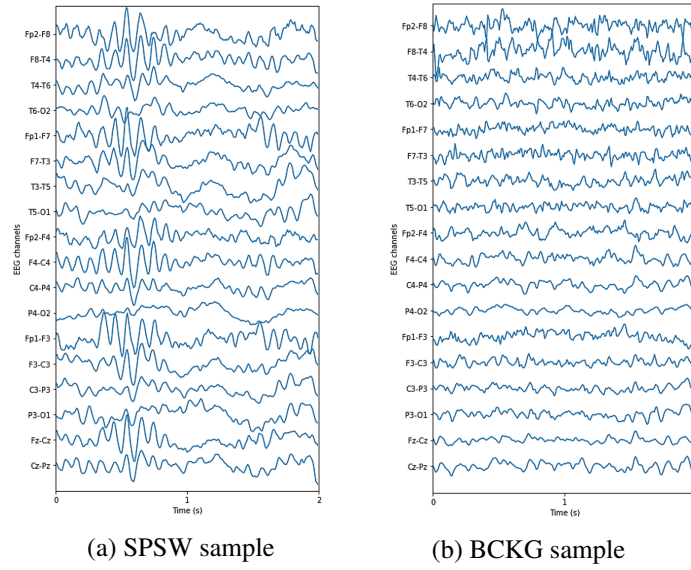 EEG channels
Fp2-F8
F8-T4
T4-T6
T6-O2
Fp1-F7
F7-T3
T3-T5
T5-O1
Fp2-F4
F4-C4
C4-P4
P4-O2
Fp1-F3
F3-C3
C3-P3
P3-O1
Fz-Cz
Cz-Pz
0 1 2
Time (s)
(a) SPSW sample
EEG channels
Fp2-F8
F8-T4
T4-T6
T6-O2
Fp1-F7
F7-T3
T3-T5
T5-O1
Fp2-F4
F4-C4
C4-P4
P4-O2
Fp1-F3
F3-C3
C3-P3
P3-O1
Fz-Cz
Cz-Pz
0 1
Time (s)
(b) BCKG sample